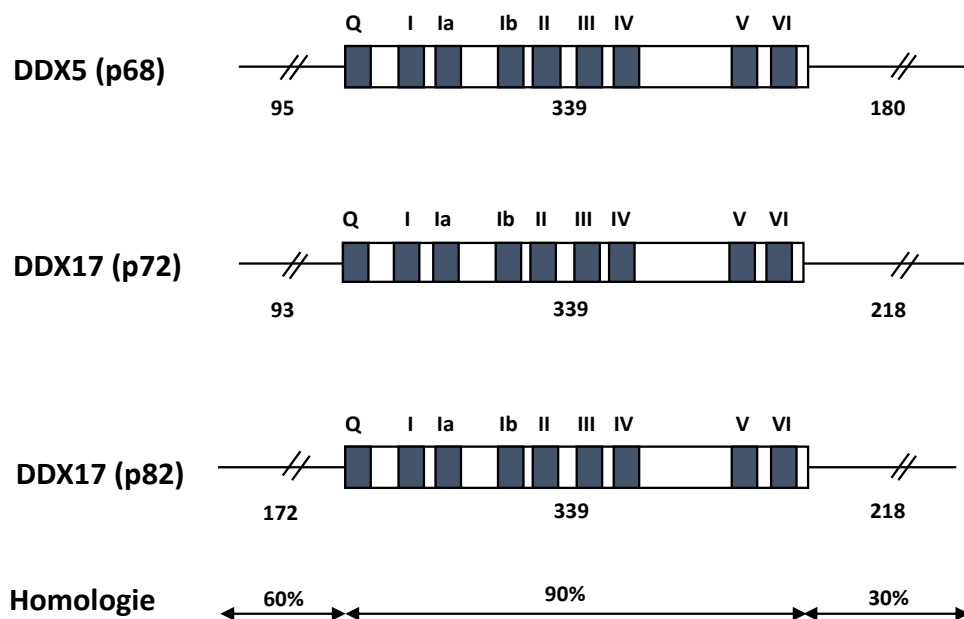 Q I Ia Ib II III IV V VI
DDX5 (p68)
95 339 180
Q I Ia Ib II III IV V VI
DDX17 (p72)
93 339 218
Q I Ia Ib II III IV V VI
DDX17 (p82)
172 339 218
Homologie 60% 90% 30%